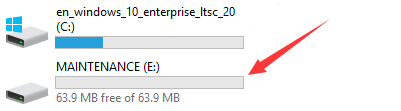 en_windows_10_enterprise_ltsc_20
(C:)
MAINTENANCE (E:)
63.9 MB free of 63.9 MB